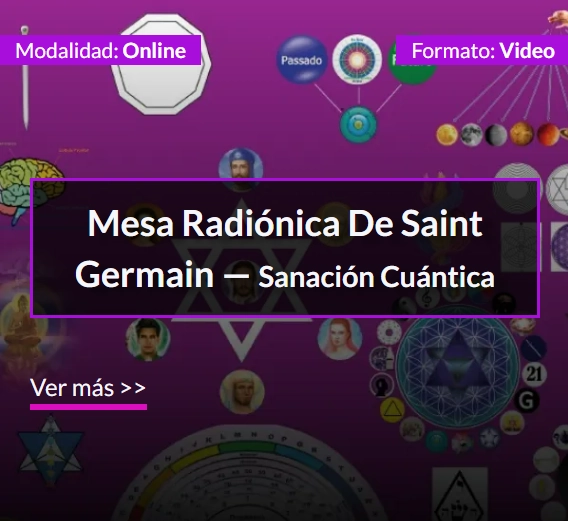 Modalidad: Online
Formato: Video
Passado
Mesa Radiónica De Saint
Germain — Sanación Cuántica
21
G
Ver más >>